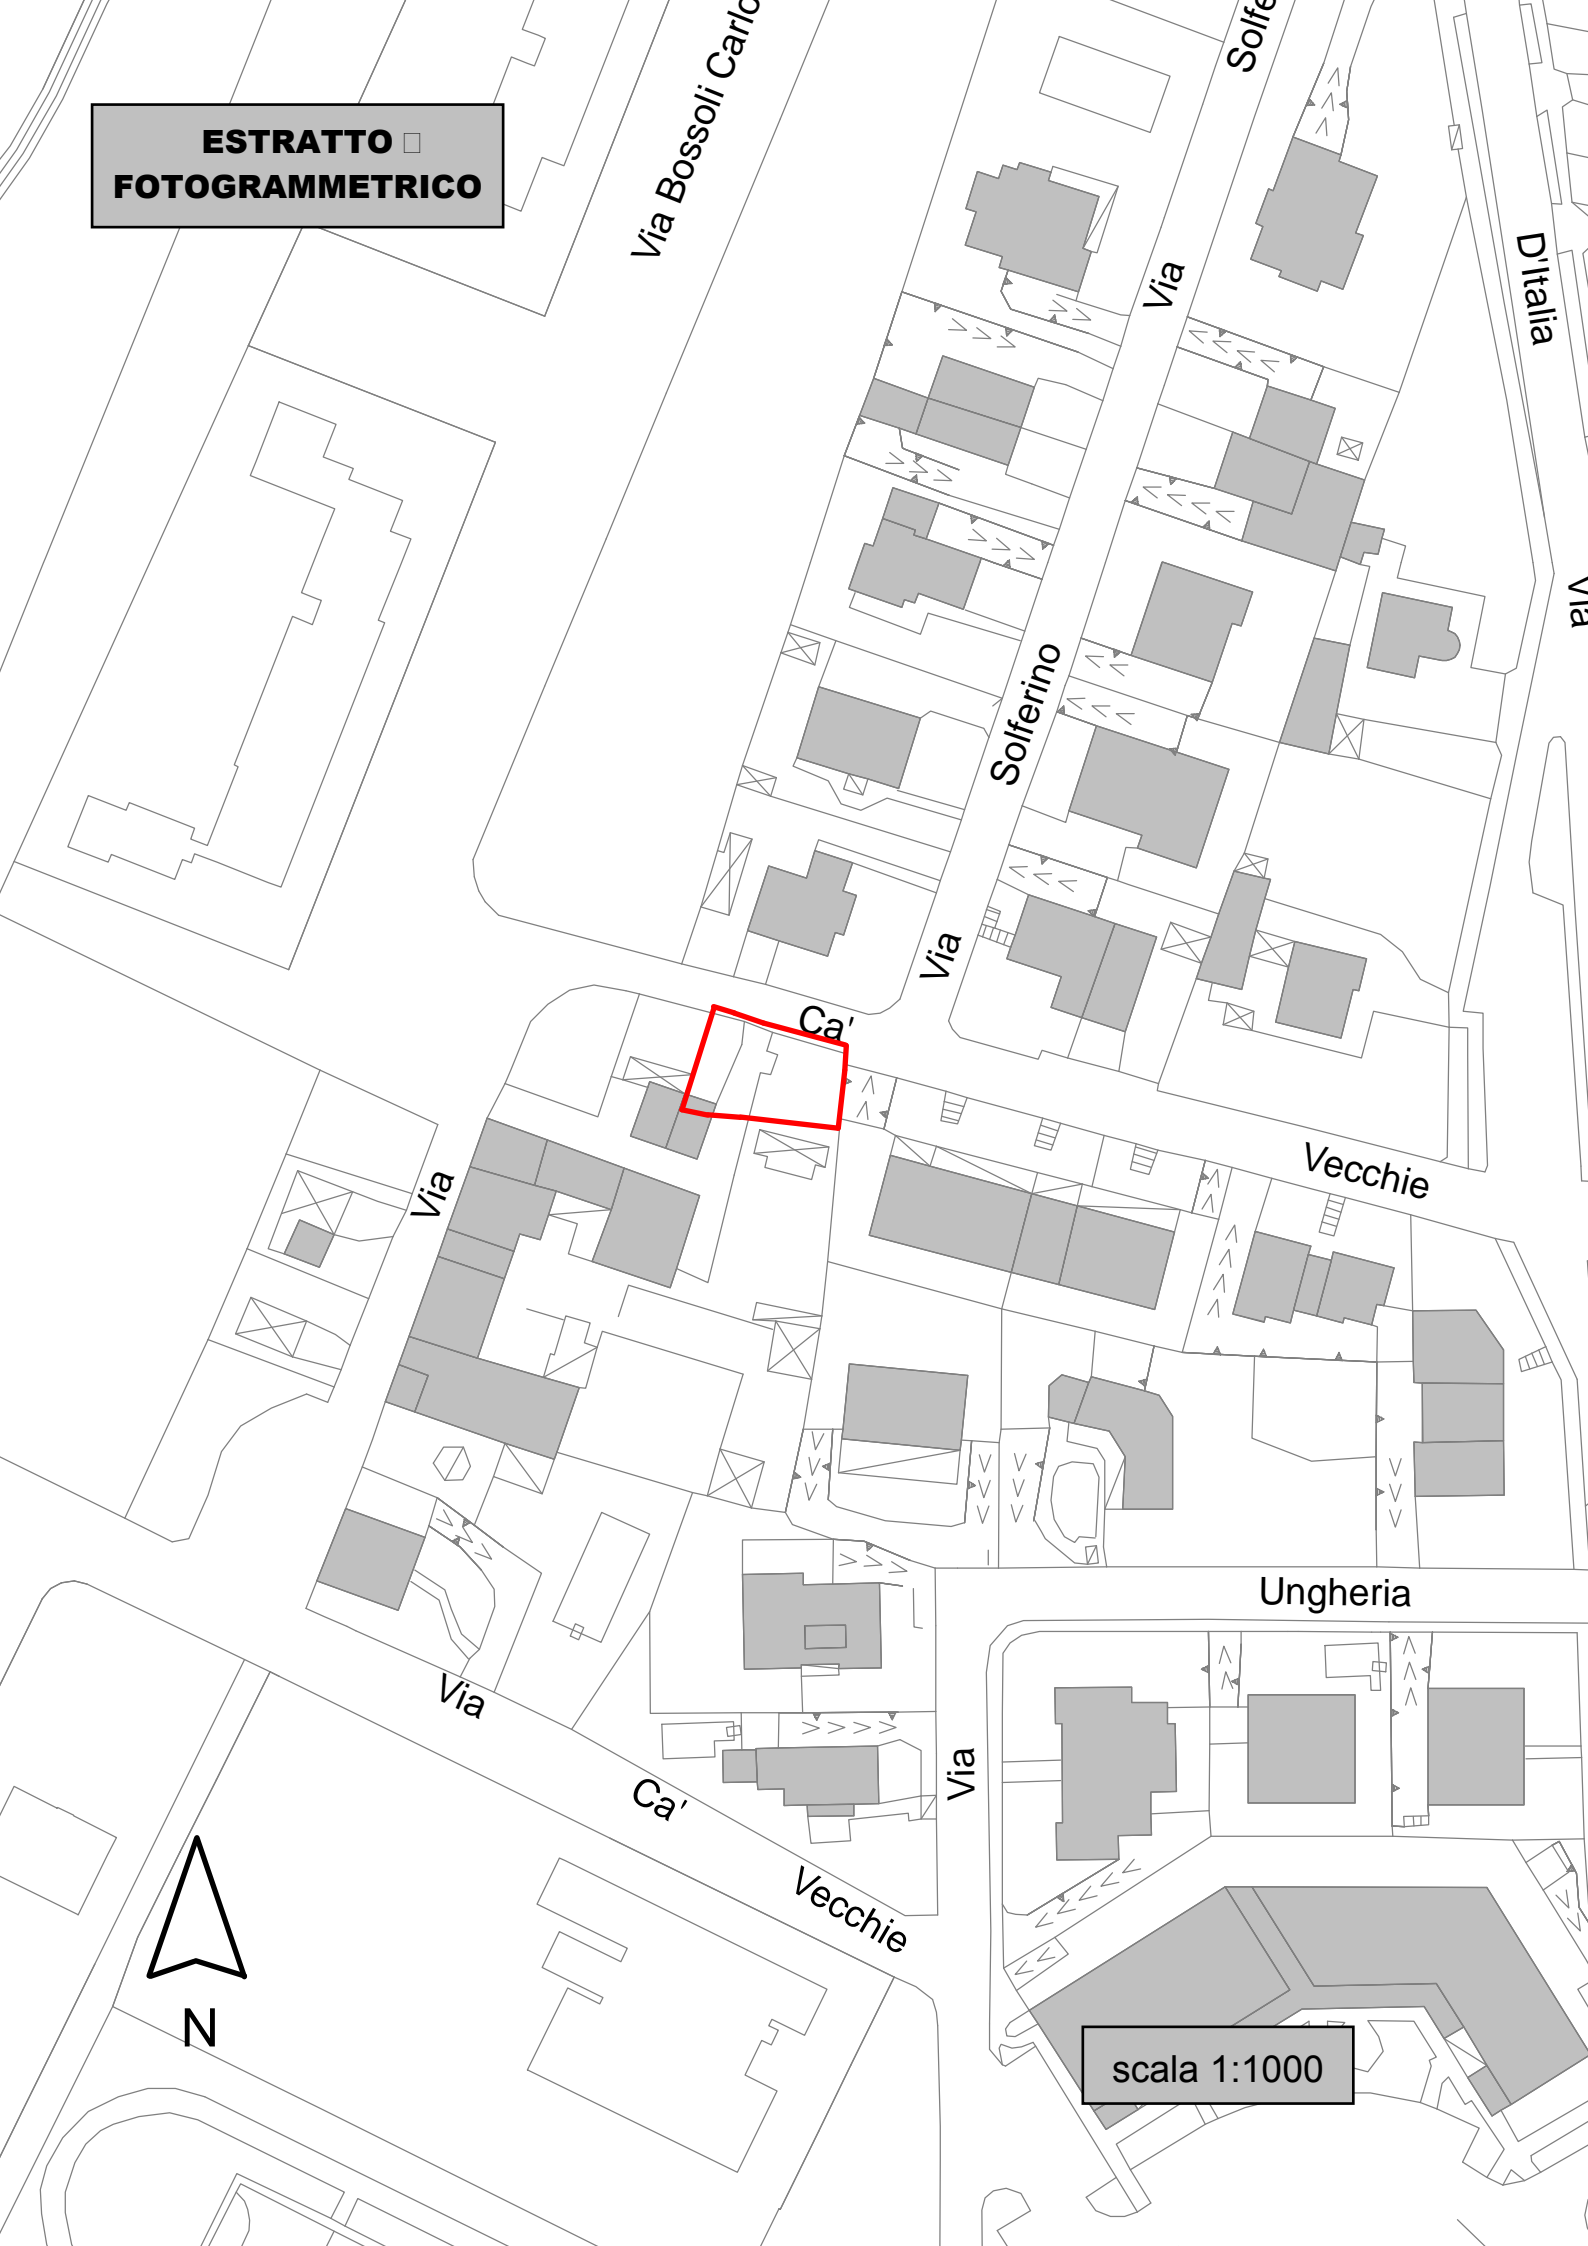 Solfe
ESTRATTO □
FOTOGRAMMETRICO
Via Bossoli Carlo
Via
D'Italia
Via
Solferino
Via
Ca'
Vecchie
Via
Ungheria
Via
Via
Ca'
Vecchie
N
scala 1:1000